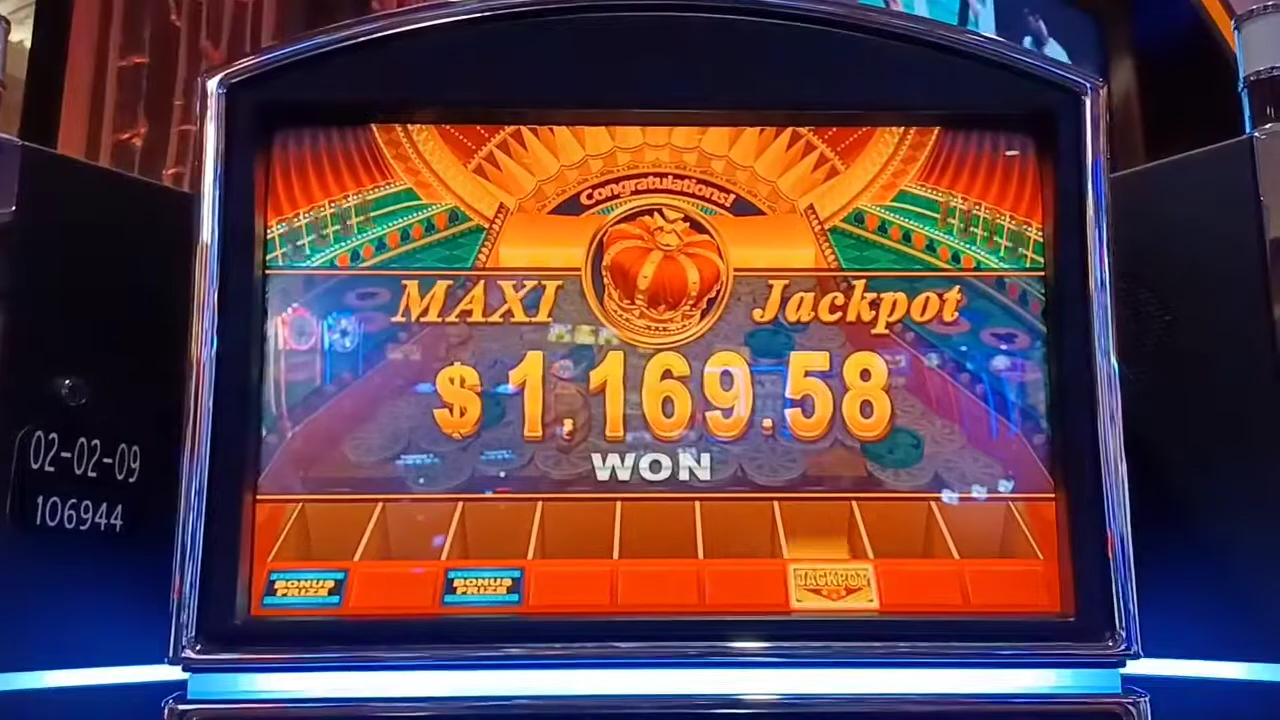 Congratulations!
MAXI Jackpot
$1,169.58
WON
02-02-09
106944
BONUS PRIZE
BONUS PRIZE
JACKPOT